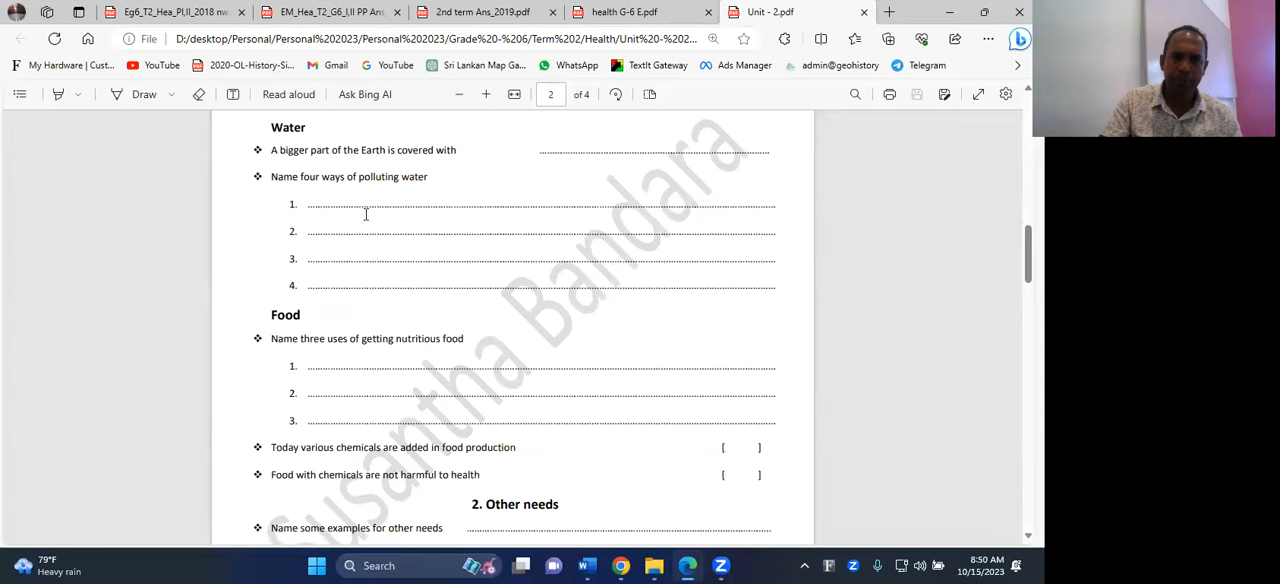 Eg6_T2_Hea_PI,II_2018 nw.
EM_Hea_T2_G6_I,II PP Ans_
2nd term Ans_2019.pdf
health G-6 E.pdf
Unit - 2.pdf
File
D:/desktop/Personal/Personal%202023/Personal%202023/Grade%20-%206/Term%202/Health/Unit%20-%202...
My Hardware | Cust...
YouTube
2020-OL-History-Si...
Gmail
YouTube
Sri Lankan Map Ga...
WhatsApp
TextIt Gateway
Ads Manager
admin@geohistory
Telegram
Draw
Read aloud
Ask Bing AI
2
of 4
Water
A bigger part of the Earth is covered with ..........
Name four ways of polluting water
1. ..........
2. ..........
3. ..........
4. ..........
Food
Name three uses of getting nutritious food
1. ..........
2. ..........
3. ..........
Today various chemicals are added in food production [ ]
Food with chemicals are not harmful to health [ ]
2. Other needs
Name some examples for other needs ..........
Susantha Bandara
79°F
Heavy rain
Search
8:50 AM
10/15/2023